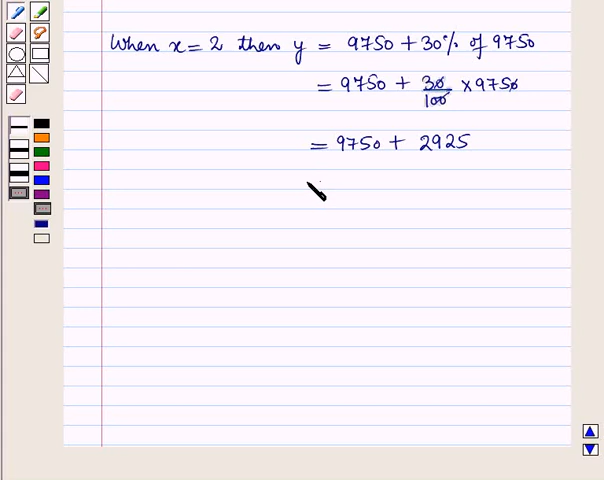 When x = 2 then y = 9750 + 30% of 9750
= 9750 + 30/100 × 9750
= 9750 + 2925